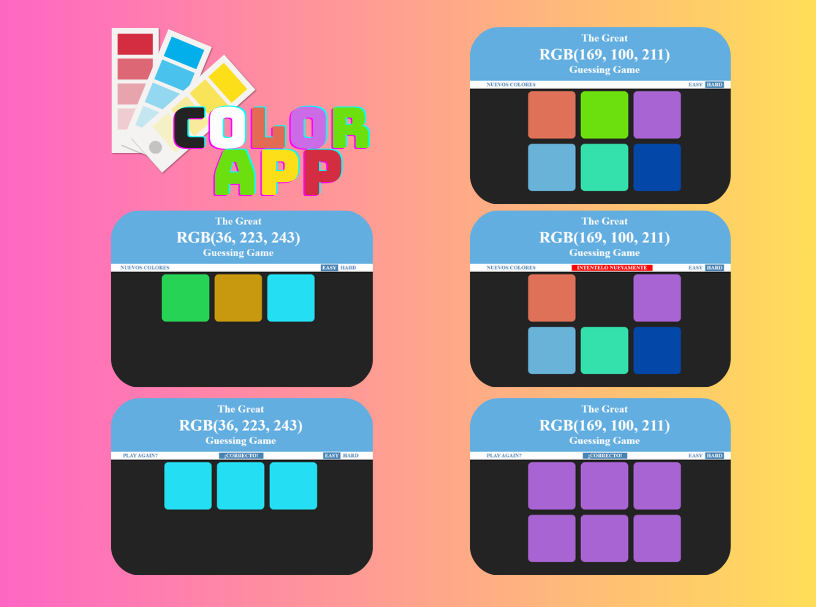 COLOR
APP
The Great
RGB(169, 100, 211)
Guessing Game
NUEVOS COLORES EASY HARD
The Great
RGB(36, 223, 243)
Guessing Game
NUEVOS COLORES EASY HARD
The Great
RGB(169, 100, 211)
Guessing Game
NUEVOS COLORES INTENTELO NUEVAMENTE EASY HARD
The Great
RGB(36, 223, 243)
Guessing Game
PLAY AGAIN? ¡CORRECTO! EASY HARD
The Great
RGB(169, 100, 211)
Guessing Game
PLAY AGAIN? ¡CORRECTO! EASY HARD